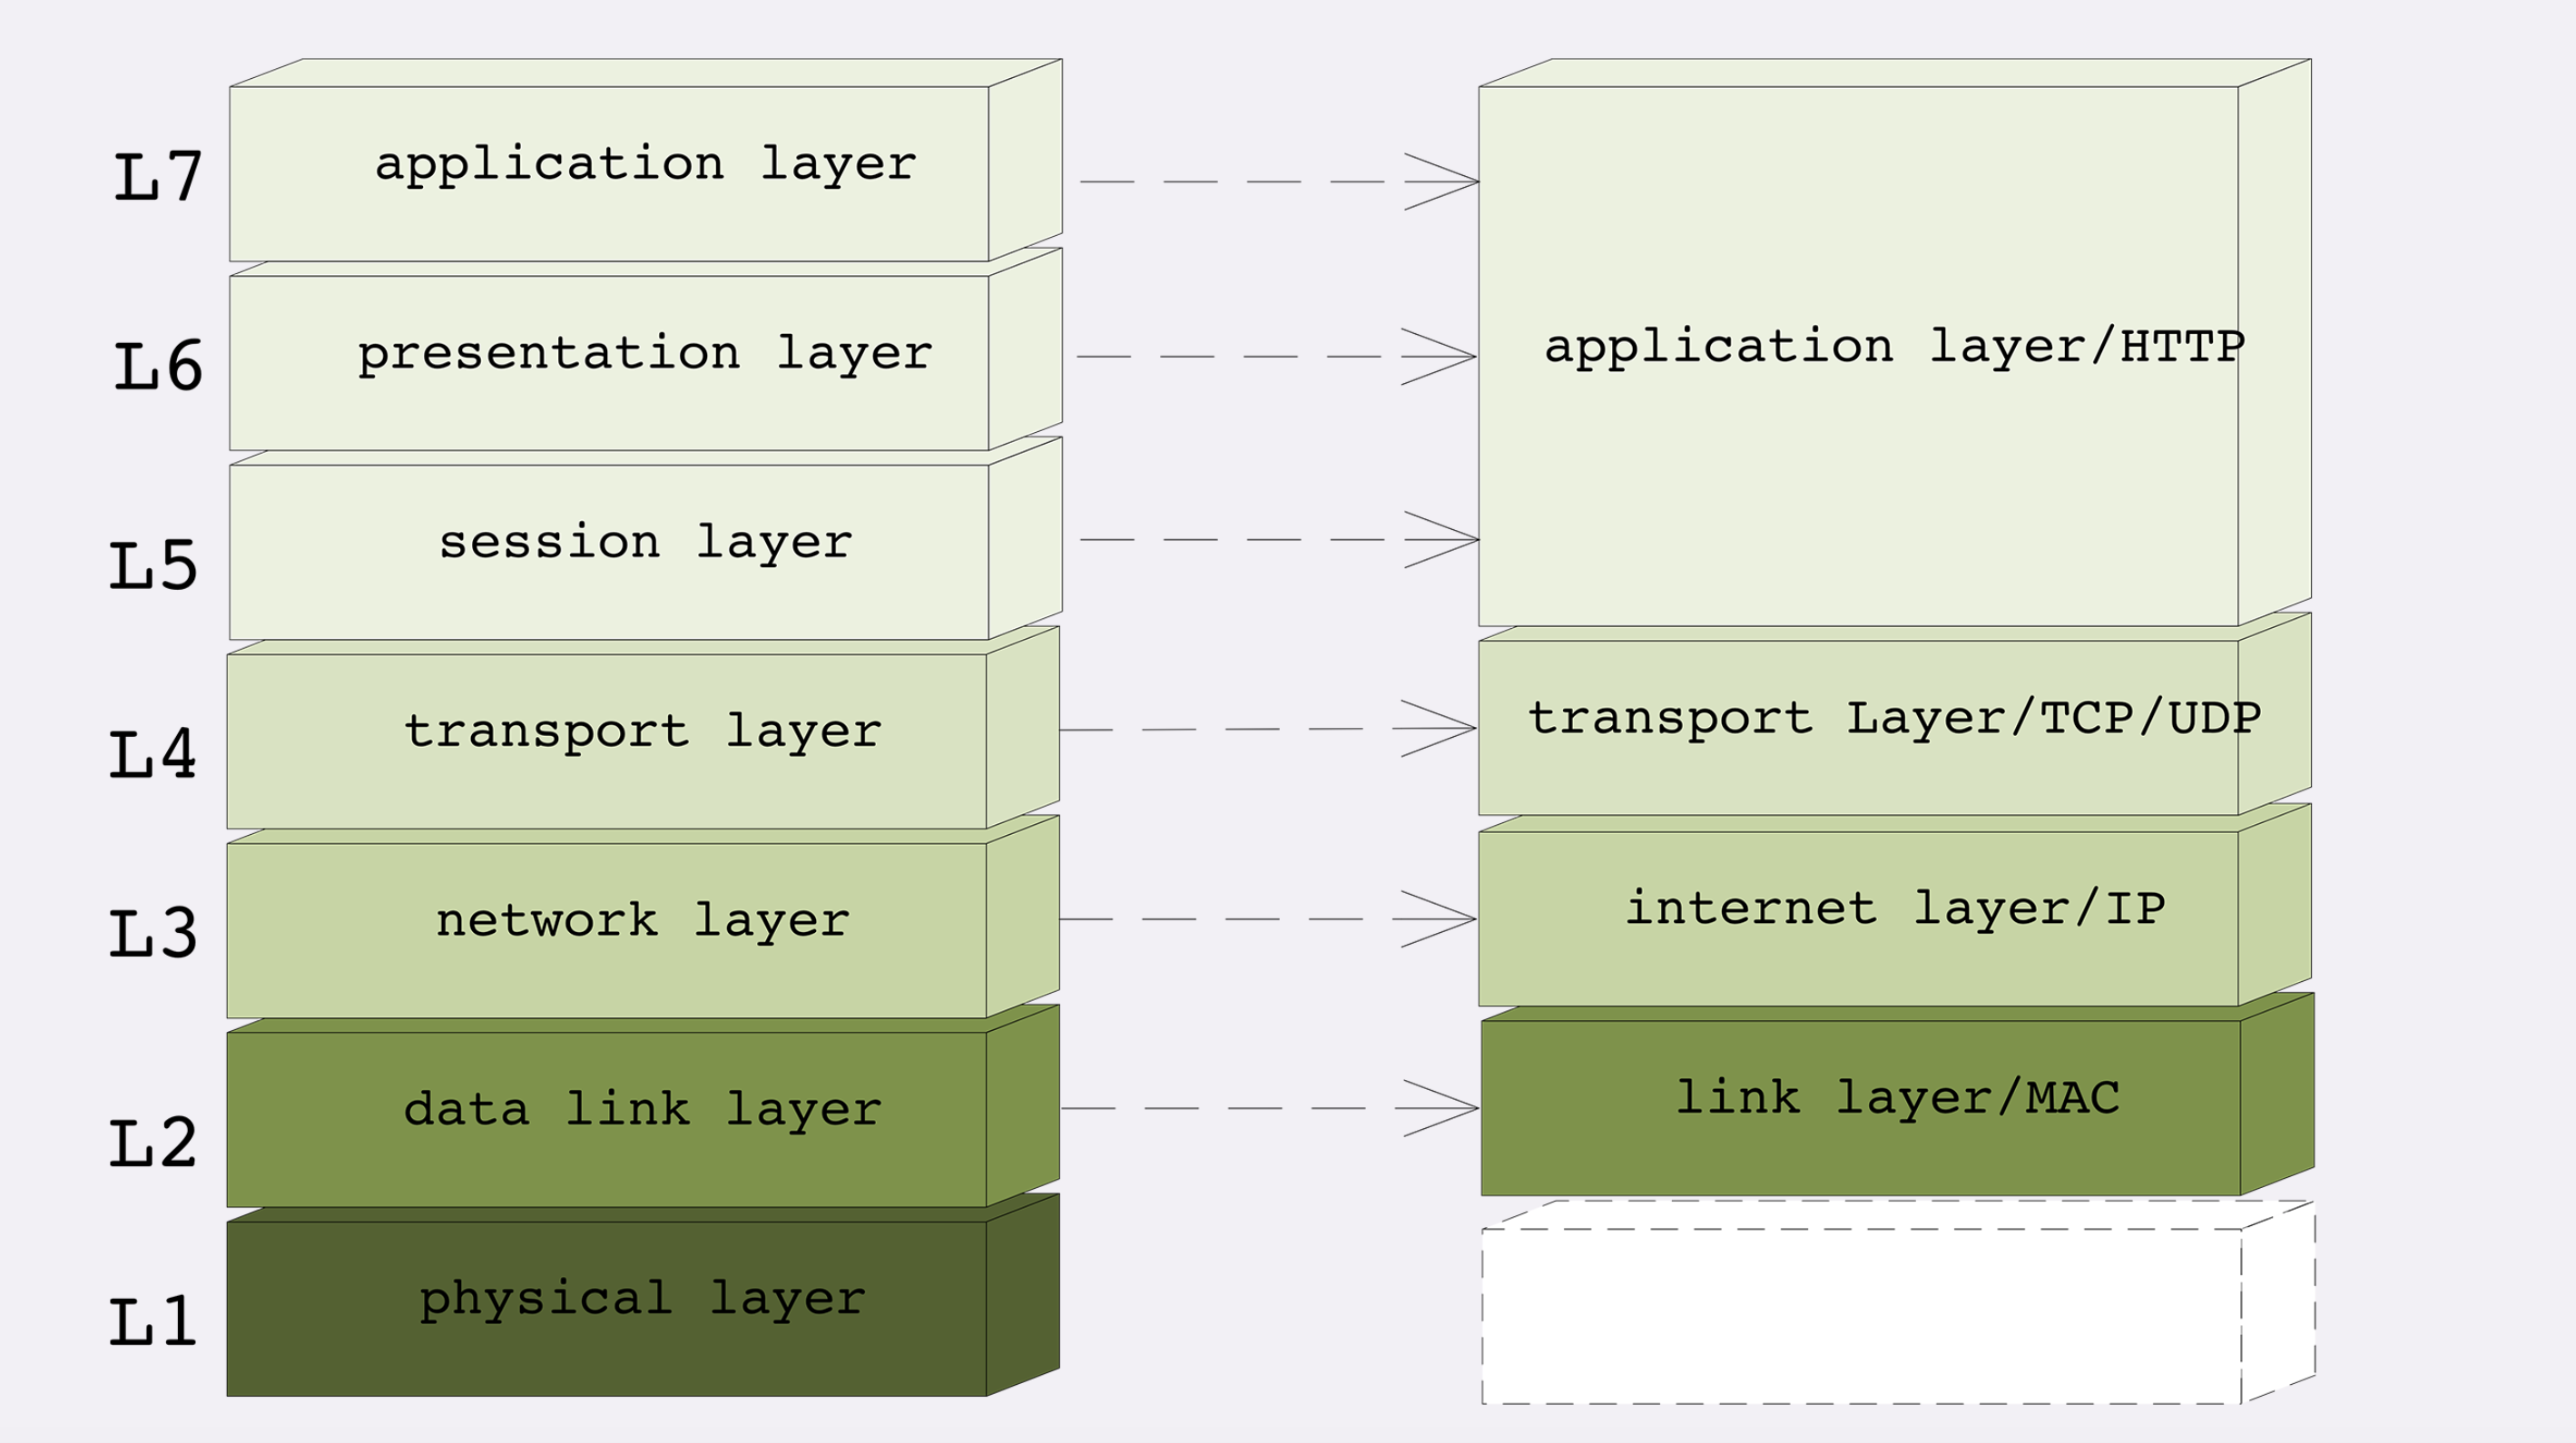 L7
application layer
L6
presentation layer
application layer/HTTP
L5
session layer
L4
transport layer
transport Layer/TCP/UDP
L3
network layer
internet layer/IP
L2
data link layer
link layer/MAC
L1
physical layer